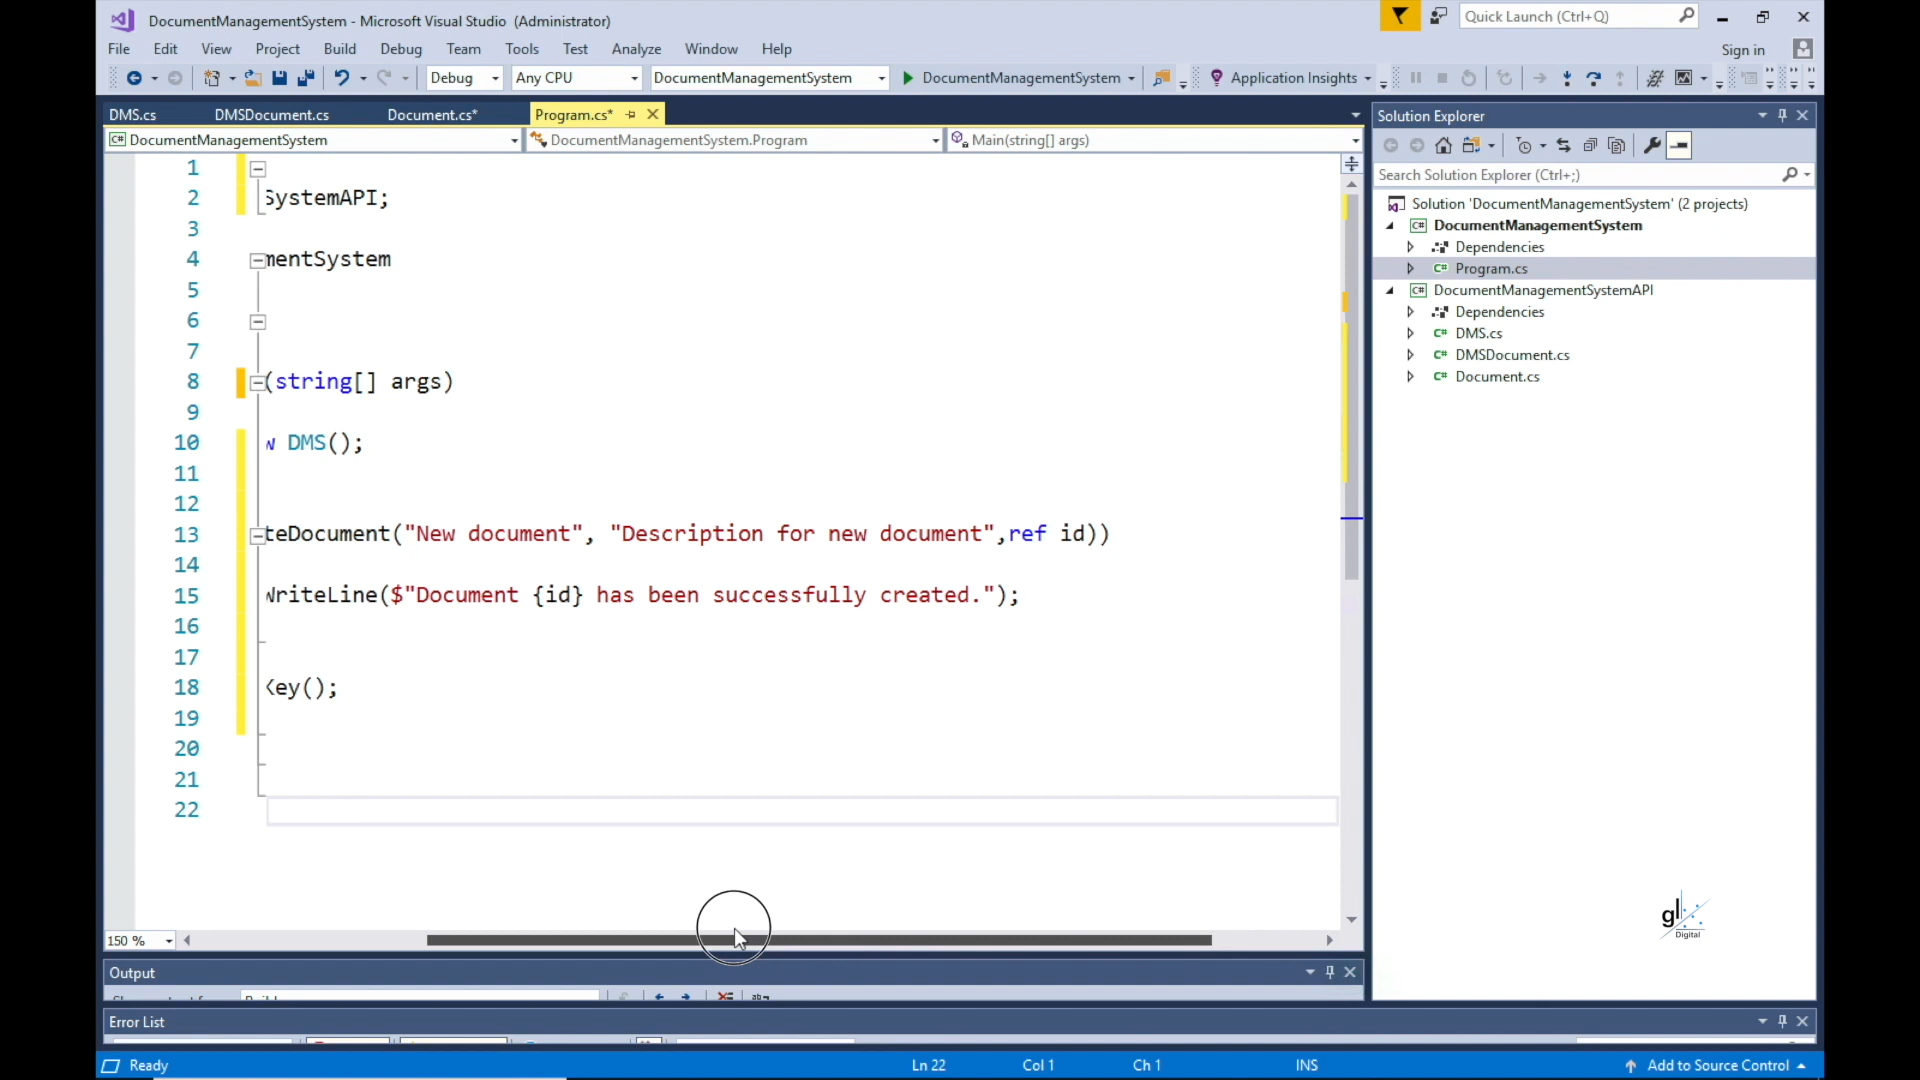 DocumentManagementSystem - Microsoft Visual Studio (Administrator)
Quick Launch (Ctrl+Q)
File Edit View Project Build Debug Team Tools Test Analyze Window Help
Sign in
Debug Any CPU DocumentManagementSystem DocumentManagementSystem Application Insights
DMS.cs DMSDocument.cs Document.cs* Program.cs*
DocumentManagementSystem DocumentManagementSystem.Program Main(string[] args)
1
2 SystemAPI;
3
4 mentSystem
5
6
7
8 (string[] args)
9
10 w DMS();
11
12
13 teDocument("New document", "Description for new document",ref id))
14
15 WriteLine($"Document {id} has been successfully created.");
16
17
18 Key();
19
20
21
22
150 %
Solution Explorer
Search Solution Explorer (Ctrl+;)
Solution 'DocumentManagementSystem' (2 projects)
DocumentManagementSystem
Dependencies
C# Program.cs
DocumentManagementSystemAPI
Dependencies
C# DMS.cs
C# DMSDocument.cs
C# Document.cs
gl
Digital
Output
Error List
Ready Ln 22 Col 1 Ch 1 INS Add to Source Control